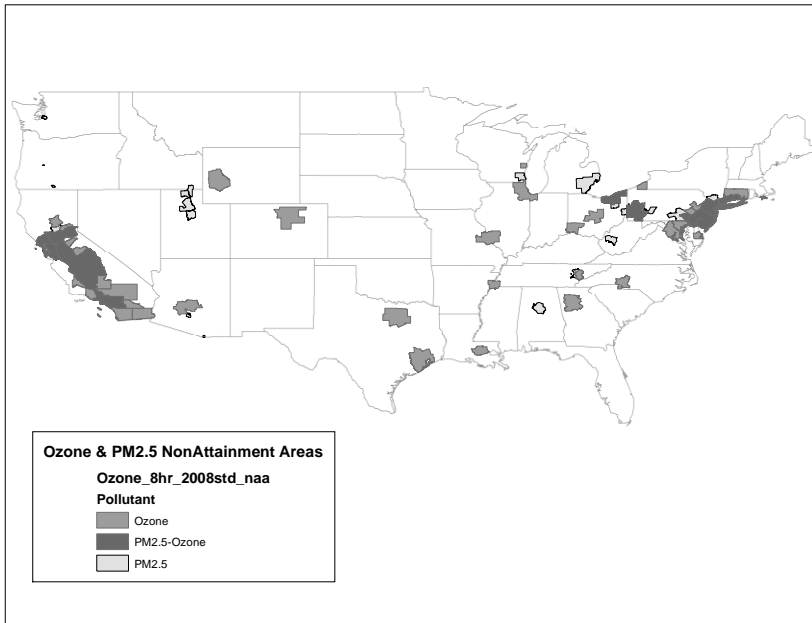 Ozone & PM2.5 NonAttainment Areas
Ozone_8hr_2008std_naa
Pollutant
Ozone
PM2.5-Ozone
PM2.5